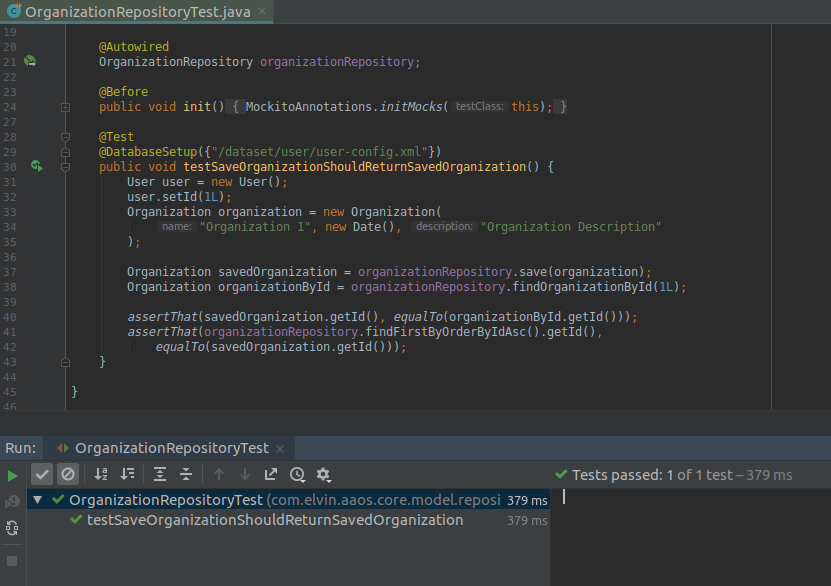 OrganizationRepositoryTest.java
19
20 @Autowired
21 OrganizationRepository organizationRepository;
22
23 @Before
24 public void init() { MockitoAnnotations.initMocks( testClass: this); }
27
28 @Test
29 @DatabaseSetup({"/dataset/user/user-config.xml"})
30 public void testSaveOrganizationShouldReturnSavedOrganization() {
31 User user = new User();
32 user.setId(1L);
33 Organization organization = new Organization(
34 name: "Organization 1", new Date(), description: "Organization Description"
35 );
36
37 Organization savedOrganization = organizationRepository.save(organization);
38 Organization organizationById = organizationRepository.findOrganizationById(1L);
39
40 assertThat(savedOrganization.getId(), equalTo(organizationById.getId()));
41 assertThat(organizationRepository.findFirstByOrderByIdAsc().getId(),
42 equalTo(savedOrganization.getId()));
43 }
44
45 }
46
Run: OrganizationRepositoryTest
Tests passed: 1 of 1 test – 379 ms
OrganizationRepositoryTest (com.elvin.aaos.core.model.reposi 379 ms
testSaveOrganizationShouldReturnSavedOrganization 379 ms